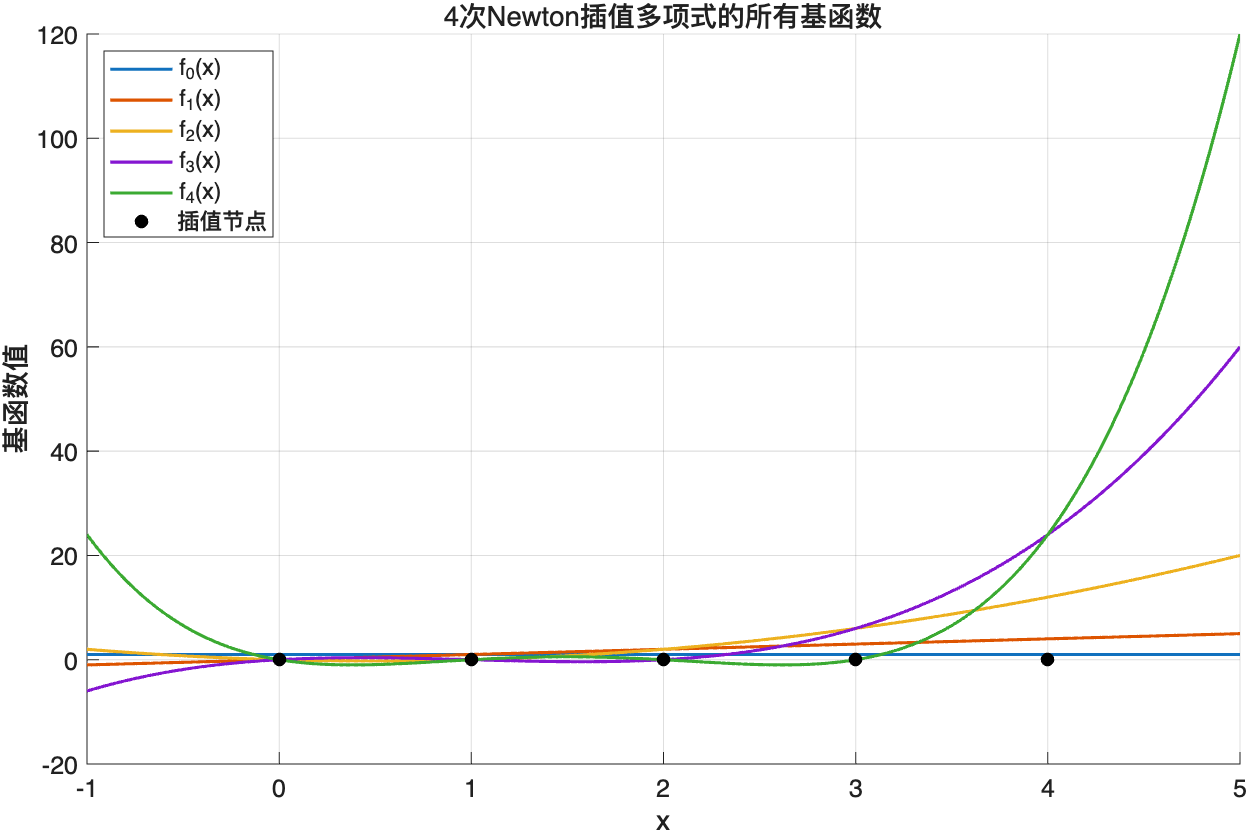 4次Newton插值多项式的所有基函数
120
100
80
60
40
20
0
-20
基函数值
f₀(x)
f₁(x)
f₂(x)
f₃(x)
f₄(x)
插值节点
-1 0 1 2 3 4 5
x